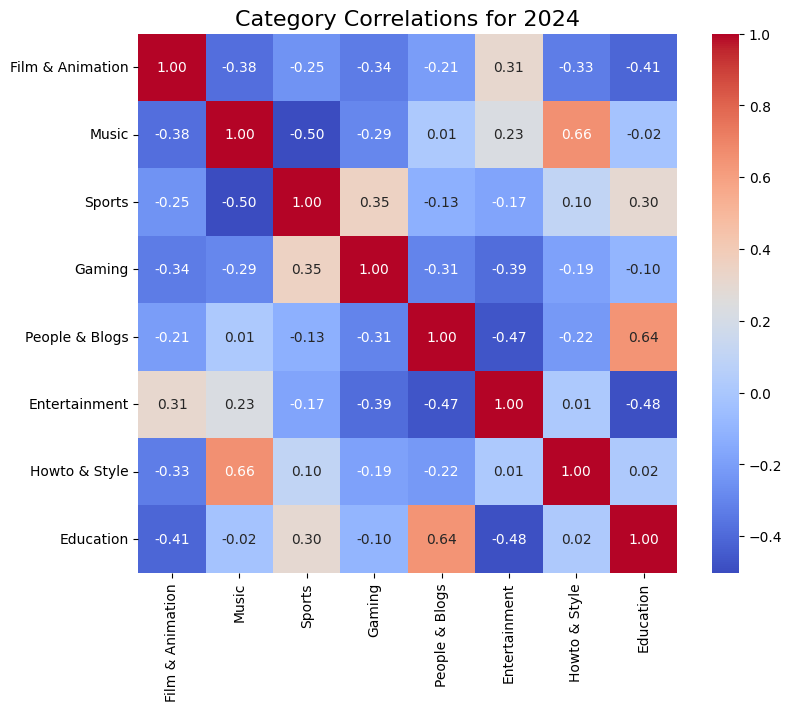 Category Correlations for 2024
Film & Animation 1.00 -0.38 -0.25 -0.34 -0.21 0.31 -0.33 -0.41
Music -0.38 1.00 -0.50 -0.29 0.01 0.23 0.66 -0.02
Sports -0.25 -0.50 1.00 0.35 -0.13 -0.17 0.10 0.30
Gaming -0.34 -0.29 0.35 1.00 -0.31 -0.39 -0.19 -0.10
People & Blogs -0.21 0.01 -0.13 -0.31 1.00 -0.47 -0.22 0.64
Entertainment 0.31 0.23 -0.17 -0.39 -0.47 1.00 0.01 -0.48
Howto & Style -0.33 0.66 0.10 -0.19 -0.22 0.01 1.00 0.02
Education -0.41 -0.02 0.30 -0.10 0.64 -0.48 0.02 1.00
Film & Animation
Music
Sports
Gaming
People & Blogs
Entertainment
Howto & Style
Education
1.0
0.8
0.6
0.4
0.2
0.0
−0.2
−0.4